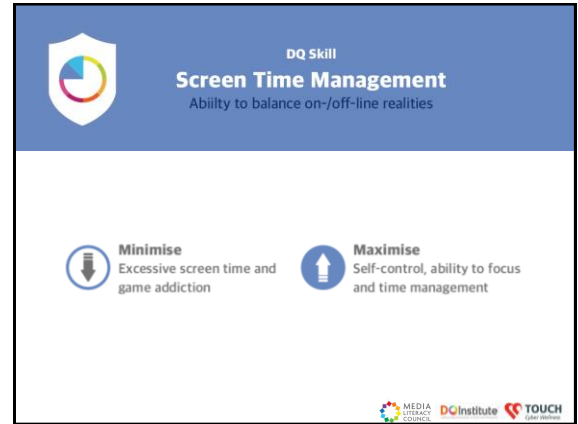 DQ Skill
Screen Time Management
Abiilty to balance on-/off-line realities
Minimise
Excessive screen time and
game addiction
Maximise
Self-control, ability to focus
and time management
MEDIA
LITERACY
COUNCIL
DQInstitute
TOUCH
Cyber Wellness